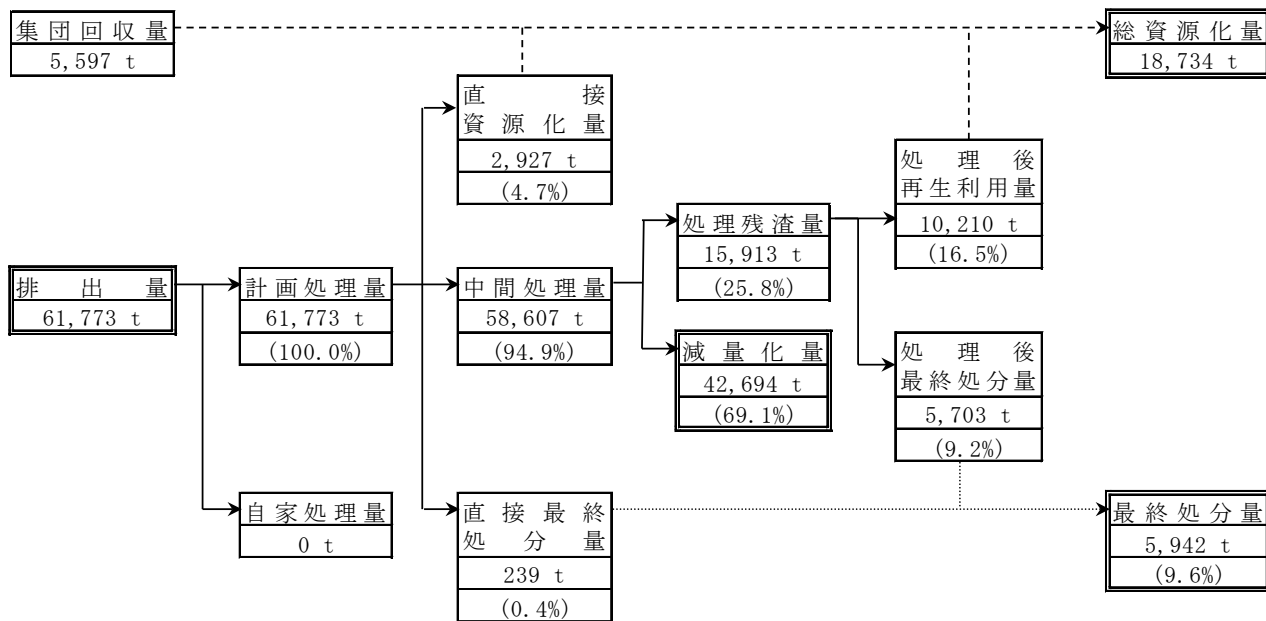 集団回収量
5,597 t
総資源化量
18,734 t
直接
資源化量
2,927 t
(4.7%)
処理後
再生利用量
10,210 t
(16.5%)
処理残渣量
15,913 t
(25.8%)
排出量
61,773 t
計画処理量
61,773 t
(100.0%)
中間処理量
58,607 t
(94.9%)
減量化量
42,694 t
(69.1%)
処理後
最終処分量
5,703 t
(9.2%)
自家処理量
0 t
直接最終
処分量
239 t
(0.4%)
最終処分量
5,942 t
(9.6%)